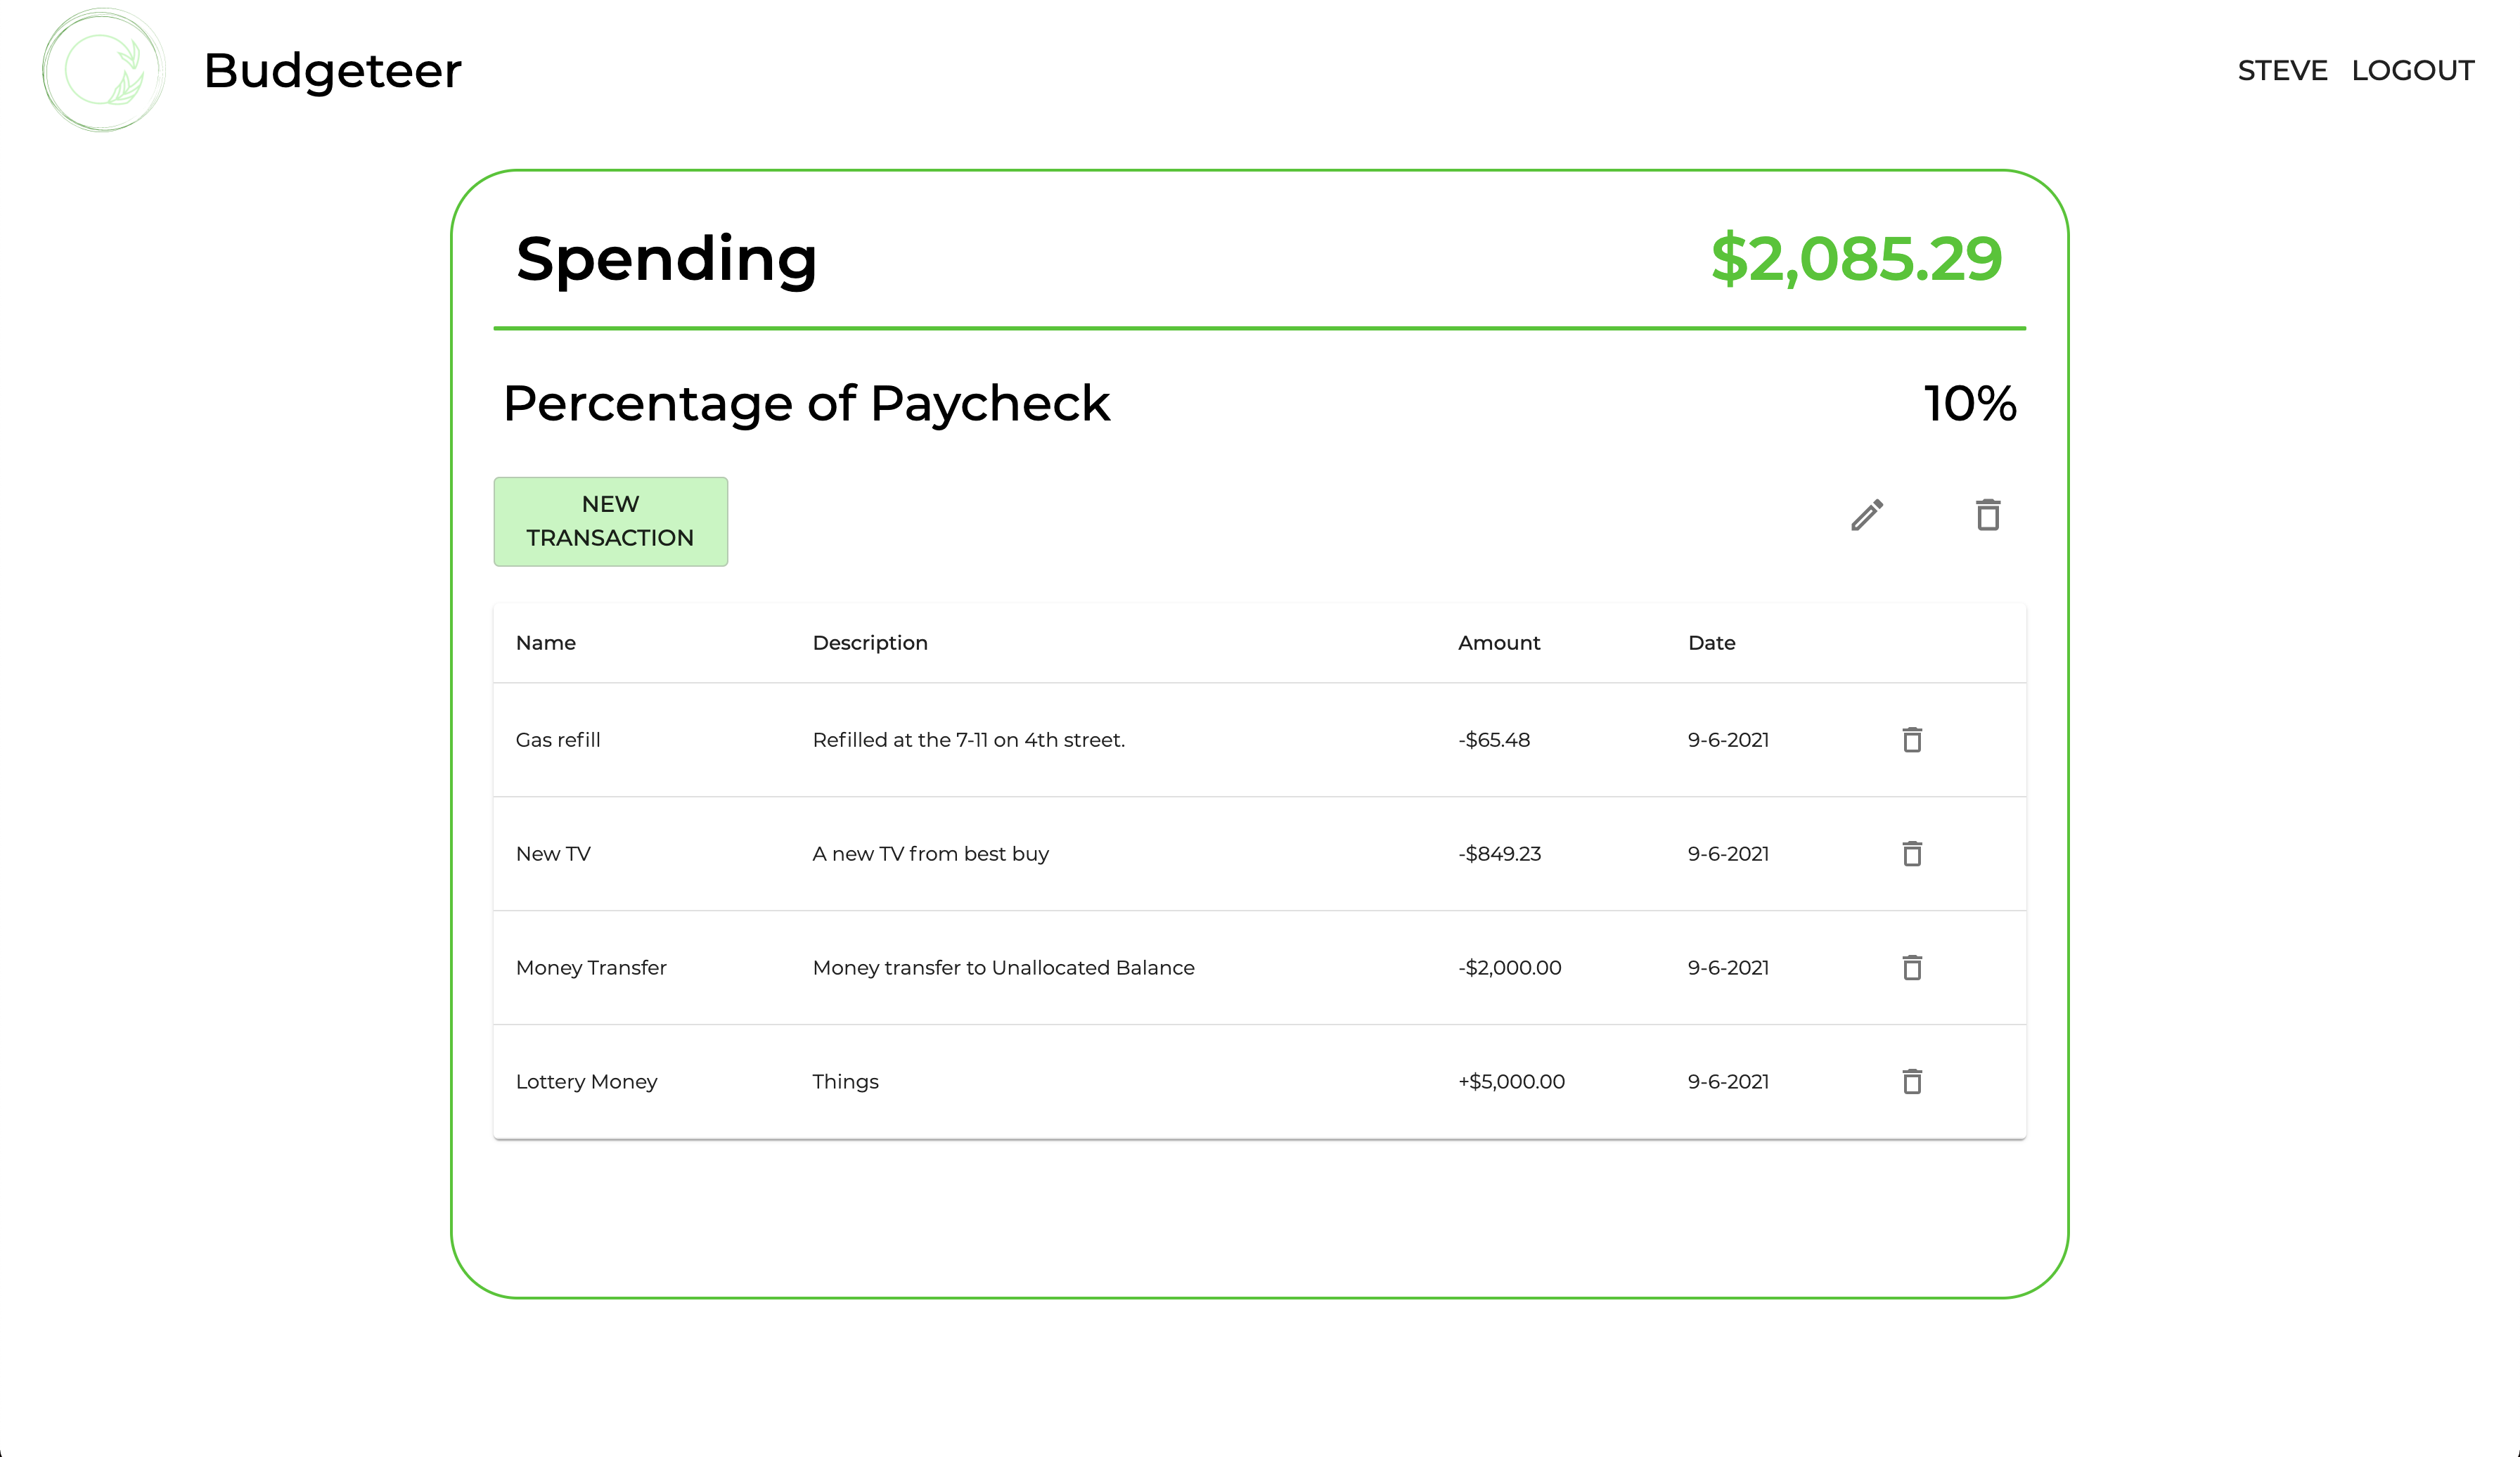 Budgeteer
STEVE LOGOUT
Spending $2,085.29
Percentage of Paycheck 10%
NEW
TRANSACTION
Name Description Amount Date
Gas refill Refilled at the 7-11 on 4th street. -$65.48 9-6-2021
New TV A new TV from best buy -$849.23 9-6-2021
Money Transfer Money transfer to Unallocated Balance -$2,000.00 9-6-2021
Lottery Money Things +$5,000.00 9-6-2021